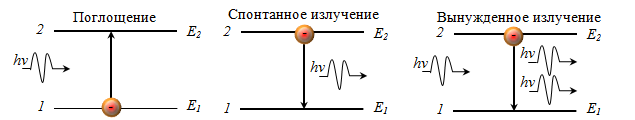 Поглощение
2 E₂
hν
1 E₁
Спонтанное излучение
2 E₂
hν
1 E₁
Вынужденное излучение
2 E₂
hν
hν
hν
1 E₁